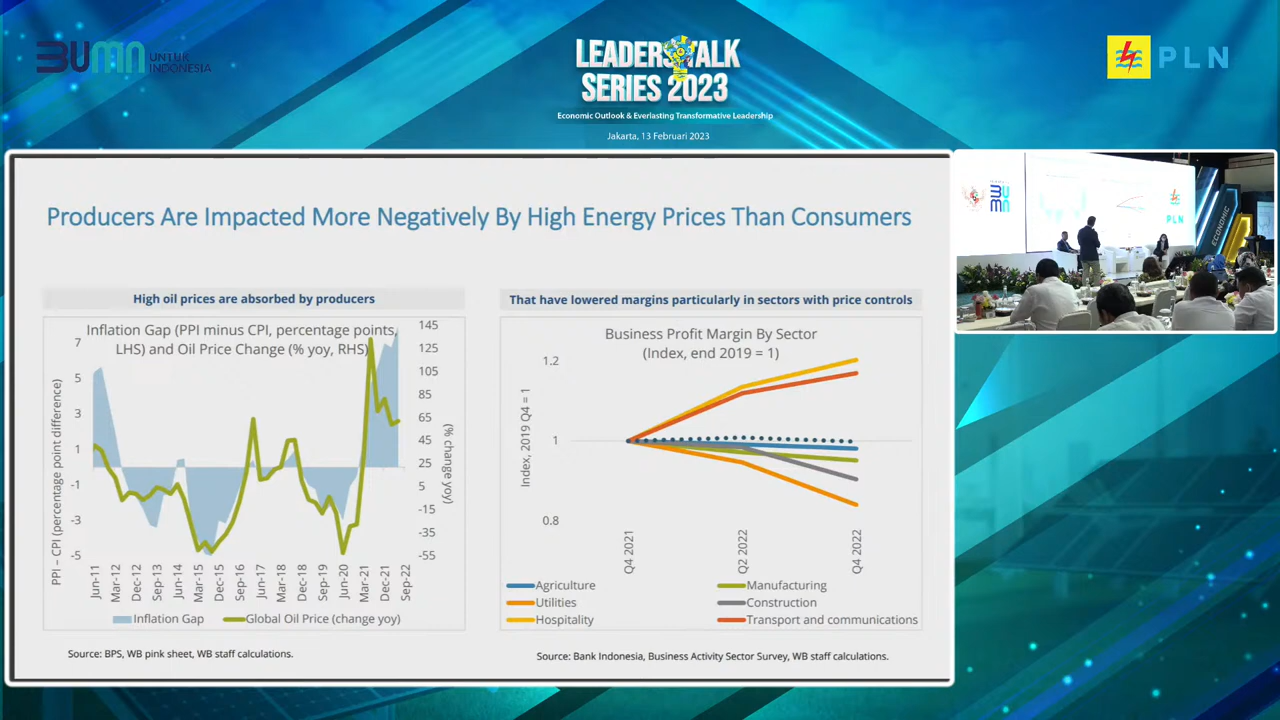 BUMN
UNTUK
INDONESIA
LEADERS TALK
SERIES 2023
Economic Outlook & Everlasting Transformative Leadership
Jakarta, 13 Februari 2023
PLN
Producers Are Impacted More Negatively By High Energy Prices Than Consumers
High oil prices are absorbed by producers
Inflation Gap (PPI minus CPI, percentage points,
LHS) and Oil Price Change (% yoy, RHS)
PPI – CPI (percentage point difference)
7
5
3
-1
-3
-5
145
125
105
85
65
45
25
5
-15
-35
-55
(% change yoy)
Jun-11
Mar-12
Dec-12
Sep-13
Jun-14
Mar-15
Dec-15
Sep-16
Jun-17
Mar-18
Dec-18
Sep-19
Jun-20
Mar-21
Dec-21
Sep-22
Inflation Gap
Global Oil Price (change yoy)
Source: BPS, WB pink sheet, WB staff calculations.
That have lowered margins particularly in sectors with price controls
Business Profit Margin By Sector
(Index, end 2019 = 1)
Index, 2019 Q4 = 1
1.2
1
0.8
Q4 2021
Q2 2022
Q4 2022
Agriculture
Manufacturing
Utilities
Construction
Hospitality
Transport and communications
Source: Bank Indonesia, Business Activity Sector Survey, WB staff calculations.
BUMN
PLN
ECONOMIC